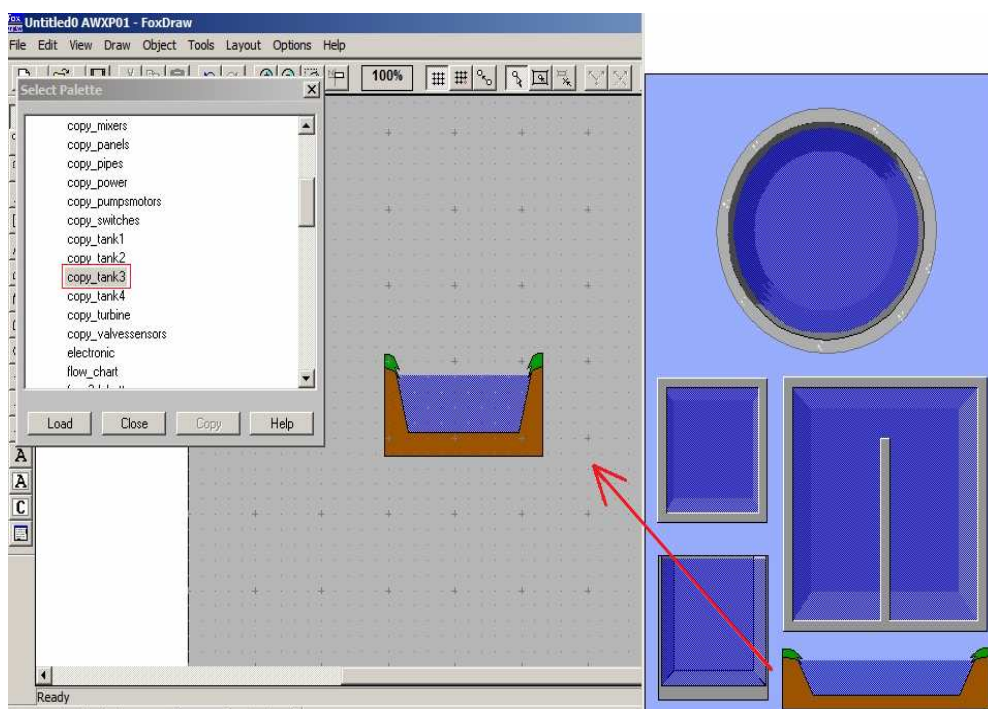 Untitled0 AWXP01 - FoxDraw
File Edit View Draw Object Tools Layout Options Help
100%
Select Palette
copy_mixers
copy_panels
copy_pipes
copy_power
copy_pumpsmotors
copy_switches
copy_tank1
copy_tank2
copy_tank3
copy_tank4
copy_turbine
copy_valvessensors
electronic
flow_chart
Load Close Copy Help
A
A
C
Ready